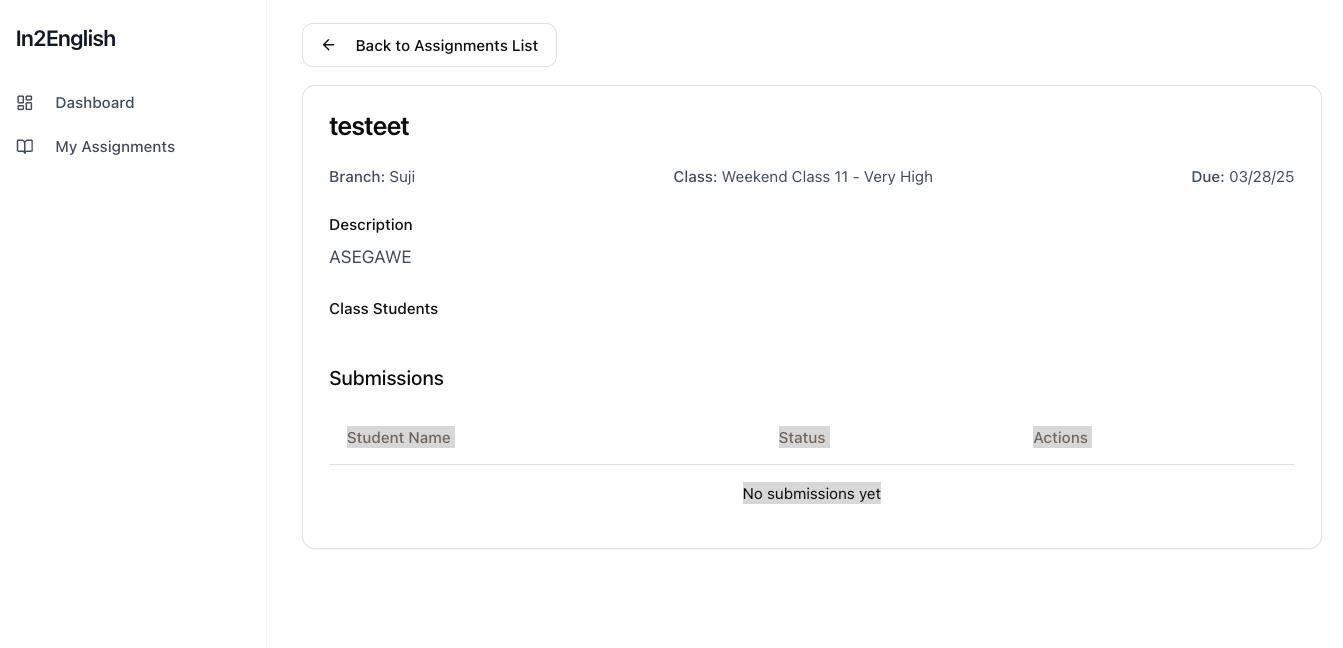 In2English
Dashboard
My Assignments
Back to Assignments List
testeet
Branch: Suji
Class: Weekend Class 11 - Very High
Due: 03/28/25
Description
ASEGAWE
Class Students
Submissions
Student Name Status Actions
No submissions yet